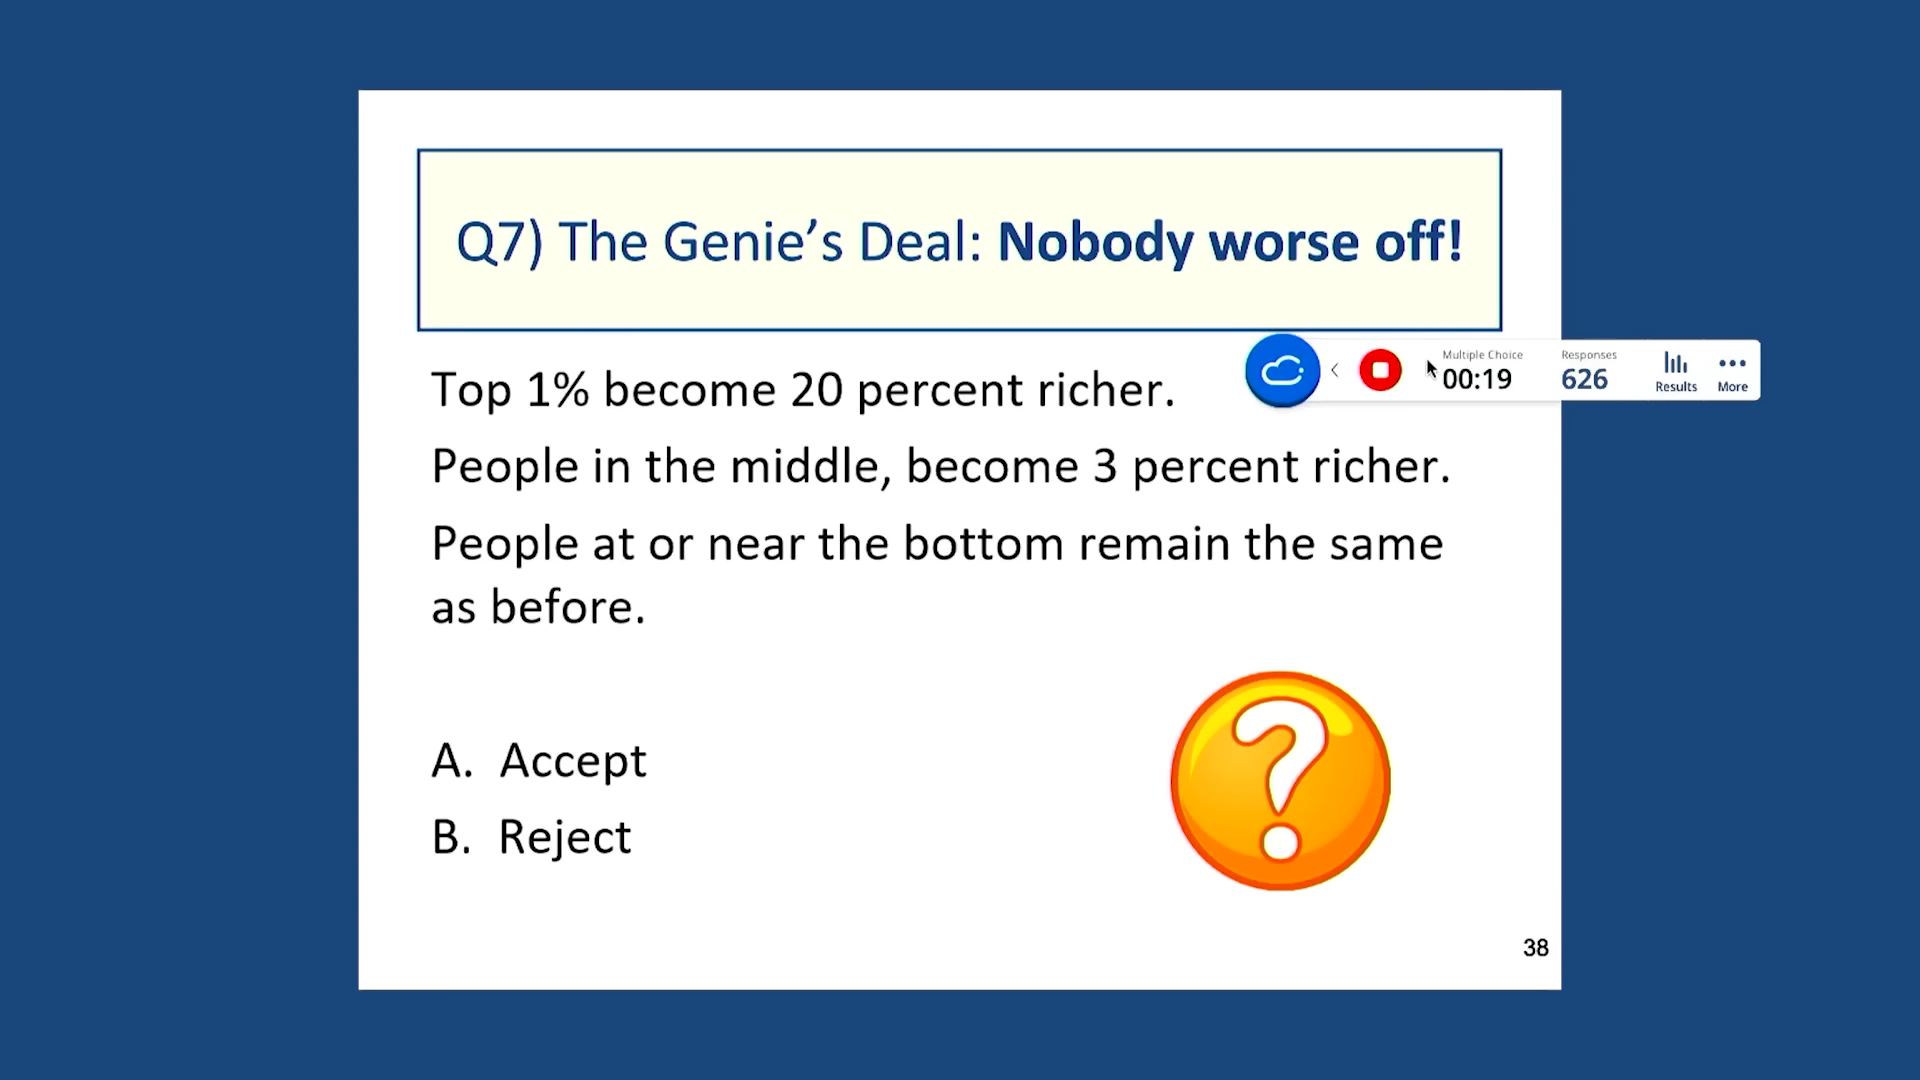 Q7) The Genie’s Deal: Nobody worse off!
Top 1% become 20 percent richer.
Multiple Choice
00:19
Responses
626
Results
More
People in the middle, become 3 percent richer.
People at or near the bottom remain the same
as before.
A. Accept
B. Reject
38